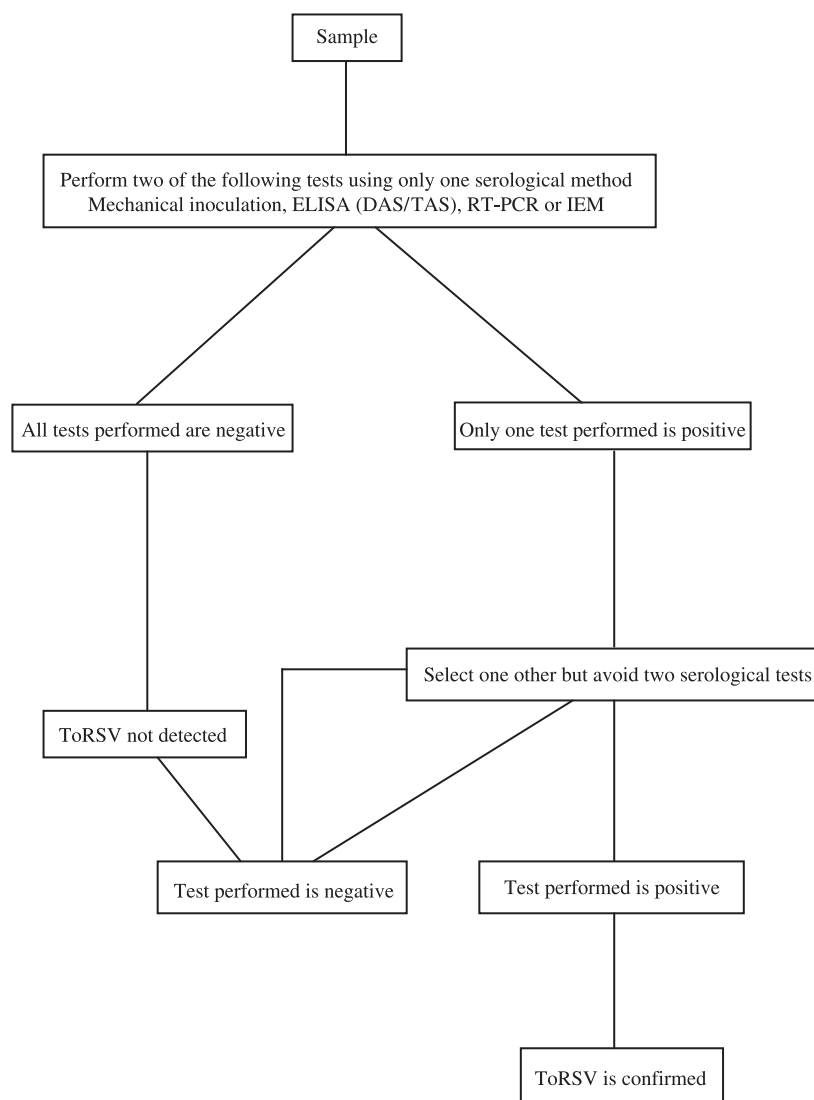 Sample
Perform two of the following tests using only one serological method
Mechanical inoculation, ELISA (DAS/TAS), RT-PCR or IEM
All tests performed are negative
Only one test performed is positive
Select one other but avoid two serological tests
ToRSV not detected
Test performed is negative
Test performed is positive
ToRSV is confirmed